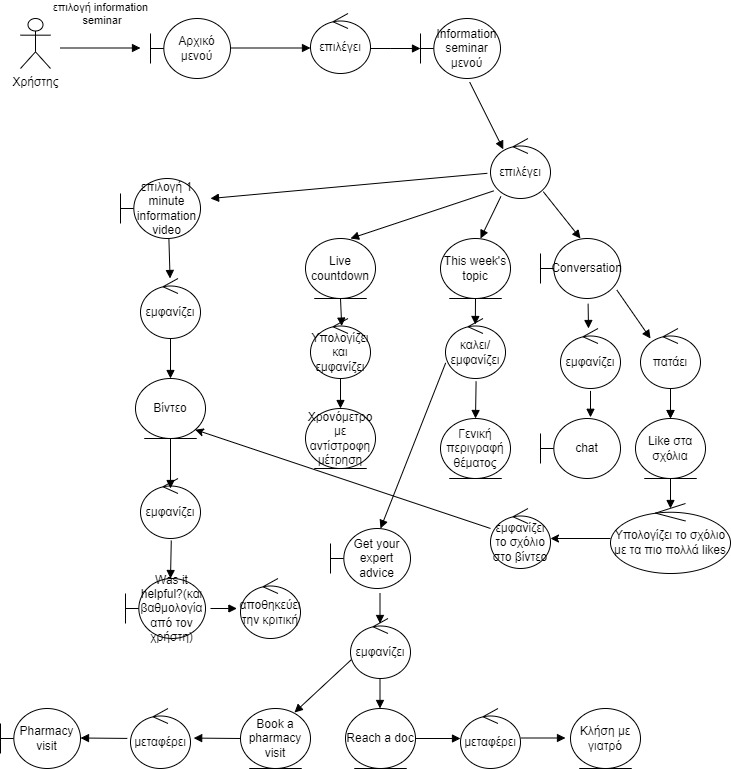 επιλογή information
seminar
Χρήστης
Αρχικό
μενού
επιλέγει
Information
seminar
μενού
επιλέγει
επιλογή 1
minute
information
video
Live
countdown
This week's
topic
Conversation
εμφανίζει
Υπολογίζει
και
εμφανίζει
καλει/
εμφανίζει
εμφανίζει
πατάει
Βίντεο
Χρονόμετρο
με
αντίστροφη
μέτρηση
Γενική
περιγραφή
θέματος
chat
Like στα
σχόλια
εμφανίζει
εμφανίζει
το σχόλιο
στο βίντεο
Υπολογίζει το σχόλιο
με τα πιο πολλά likes
Get your
expert
advice
Was it
helpful?(και
βαθμολογία
από τον
χρήστη)
αποθηκεύει
την κριτική
εμφανίζει
Pharmacy
visit
μεταφέρει
Book a
pharmacy
visit
Reach a doc
μεταφέρει
Κλήση με
γιατρό